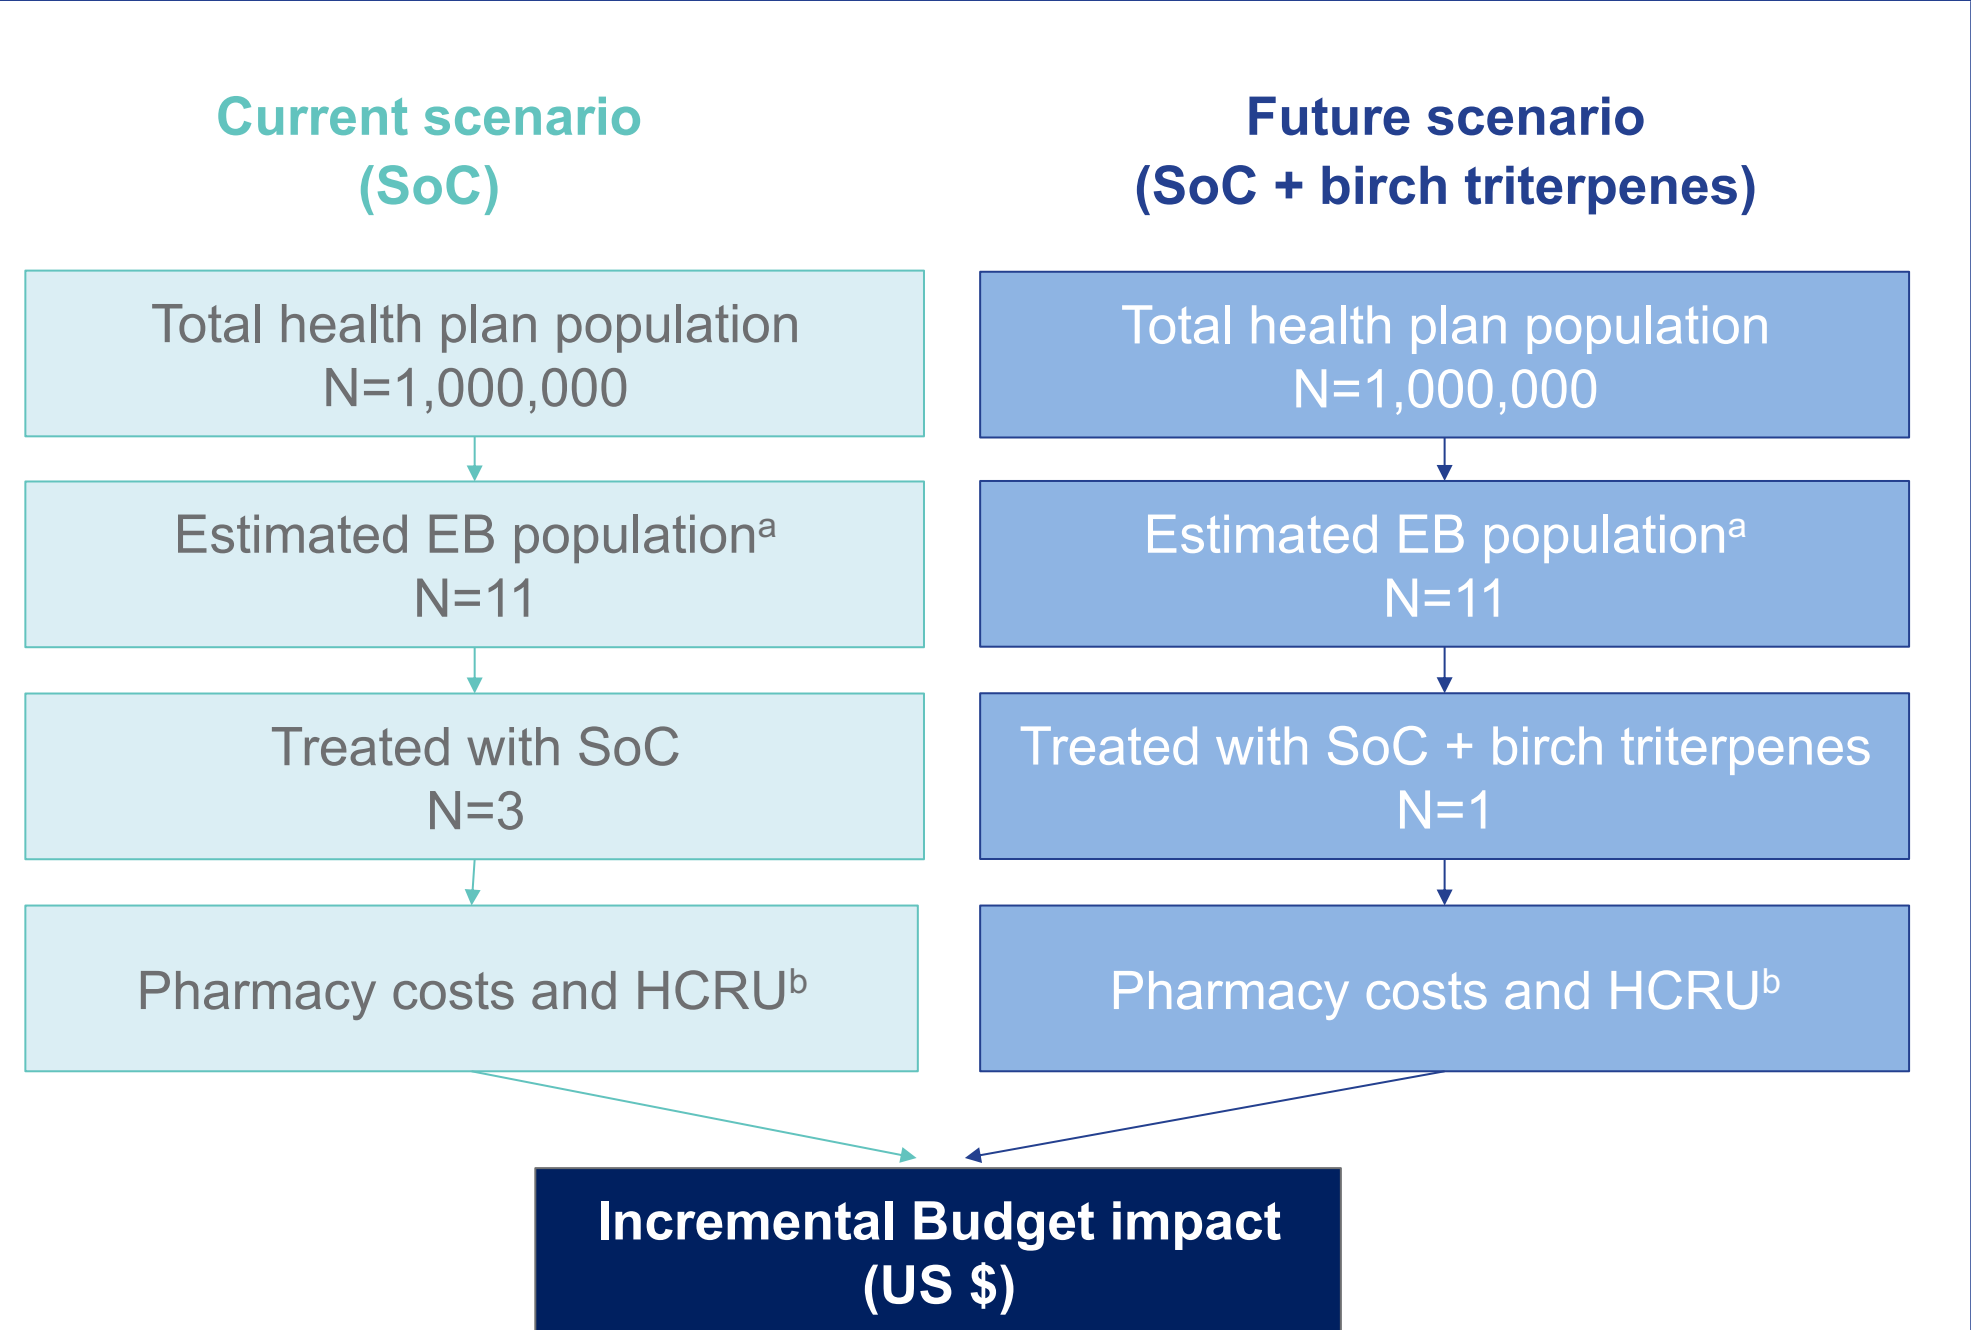 Current scenario
(SoC)
Total health plan population
N=1,000,000
Estimated EB populationᵃ
N=11
Treated with SoC
N=3
Pharmacy costs and HCRUᵇ
Future scenario
(SoC + birch triterpenes)
Total health plan population
N=1,000,000
Estimated EB populationᵃ
N=11
Treated with SoC + birch triterpenes
N=1
Pharmacy costs and HCRUᵇ
Incremental Budget impact
(US $)